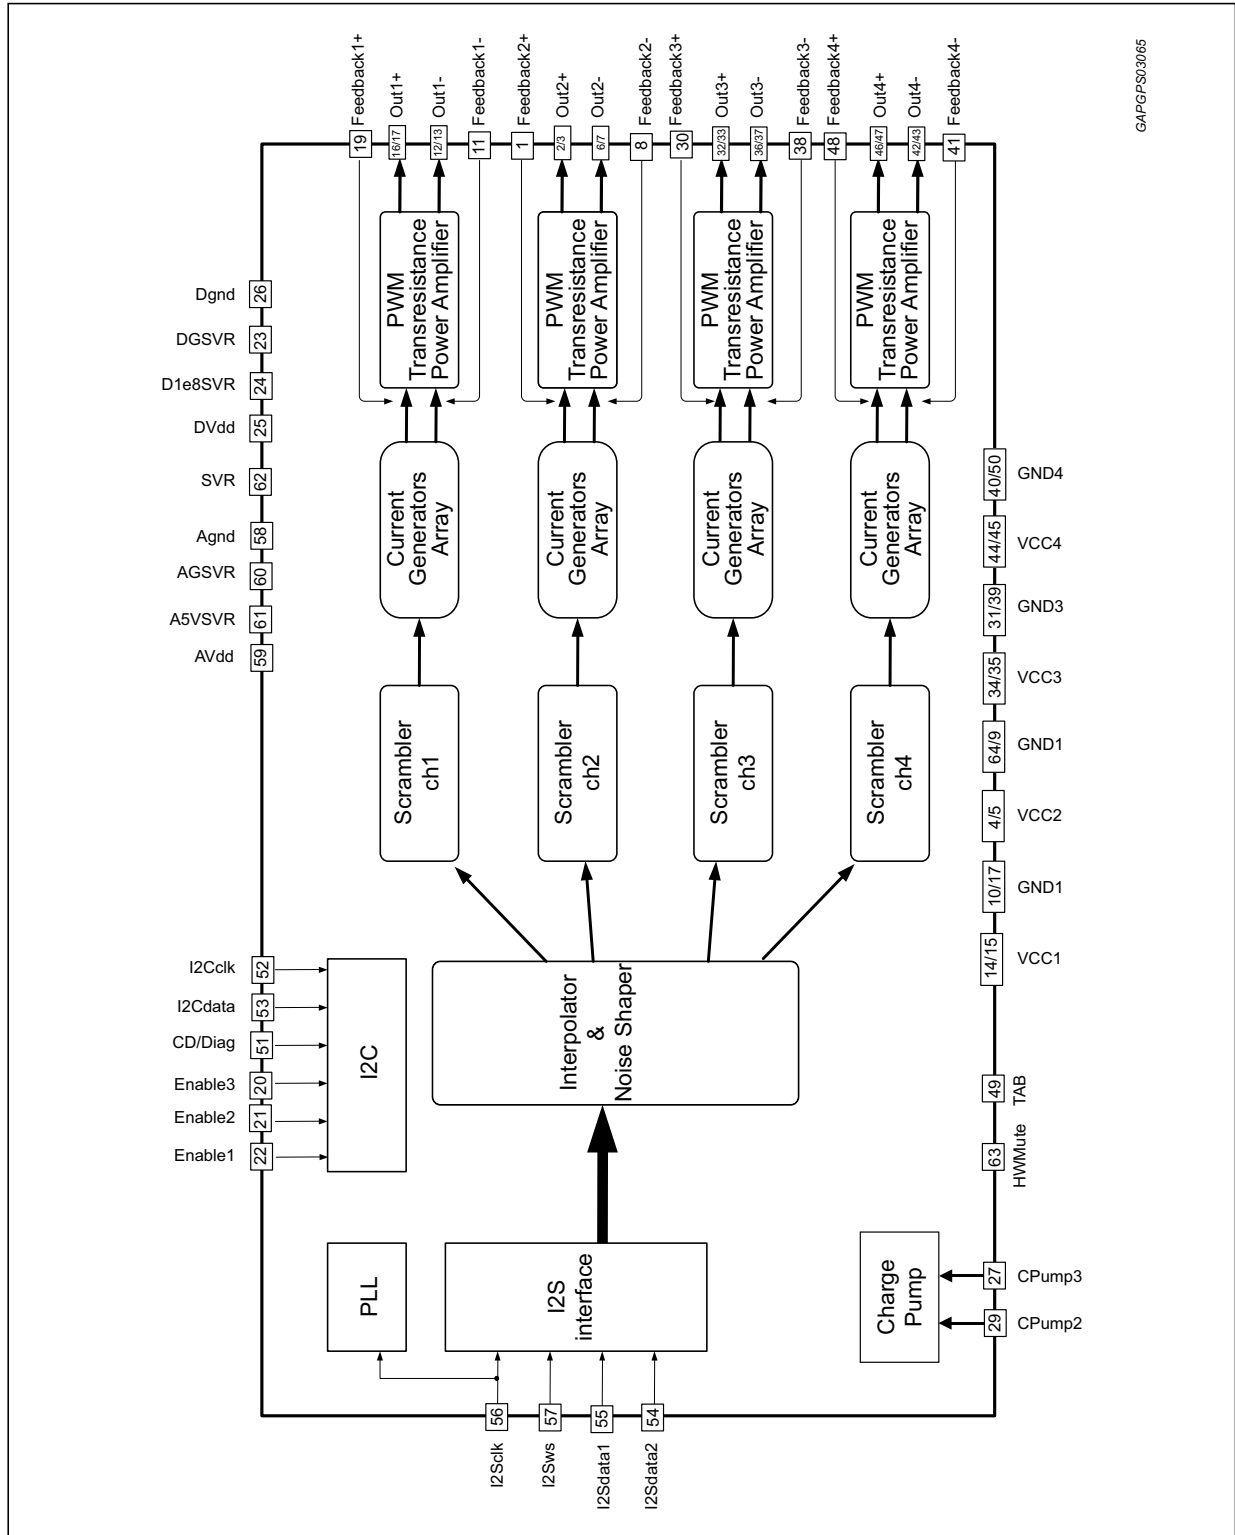 GAPGPS03065
19 Feedback1+
16/17 Out1+
12/13 Out1-
11 Feedback1-
1 Feedback2+
2/3 Out2+
6/7 Out2-
8 Feedback2-
30 Feedback3+
32/33 Out3+
36/37 Out3-
38 Feedback3-
48 Feedback4+
46/47 Out4+
42/43 Out4-
41 Feedback4-
PWM
Transresistance
Power Amplifier
PWM
Transresistance
Power Amplifier
PWM
Transresistance
Power Amplifier
PWM
Transresistance
Power Amplifier
Dgnd 26
DGSVR 23
D1e8SVR 24
DVdd 25
SVR 62
Agnd 58
AGSVR 60
A5VSVR 61
AVdd 59
Current
Generators
Array
Current
Generators
Array
Current
Generators
Array
Current
Generators
Array
40/50 GND4
44/45 VCC4
31/39 GND3
34/35 VCC3
64/9 GND1
4/5 VCC2
10/17 GND1
14/15 VCC1
Scrambler
ch1
Scrambler
ch2
Scrambler
ch3
Scrambler
ch4
I2Cclk 52
I2Cdata 53
CD/Diag 51
Enable3 20
Enable2 21
Enable1 22
I2C
Interpolator
&
Noise Shaper
49 TAB
63 HWMute
PLL
I2S
interface
Charge
Pump
27 CPump3
29 CPump2
56 I2Sclk
57 I2Sws
55 I2Sdata1
54 I2Sdata2